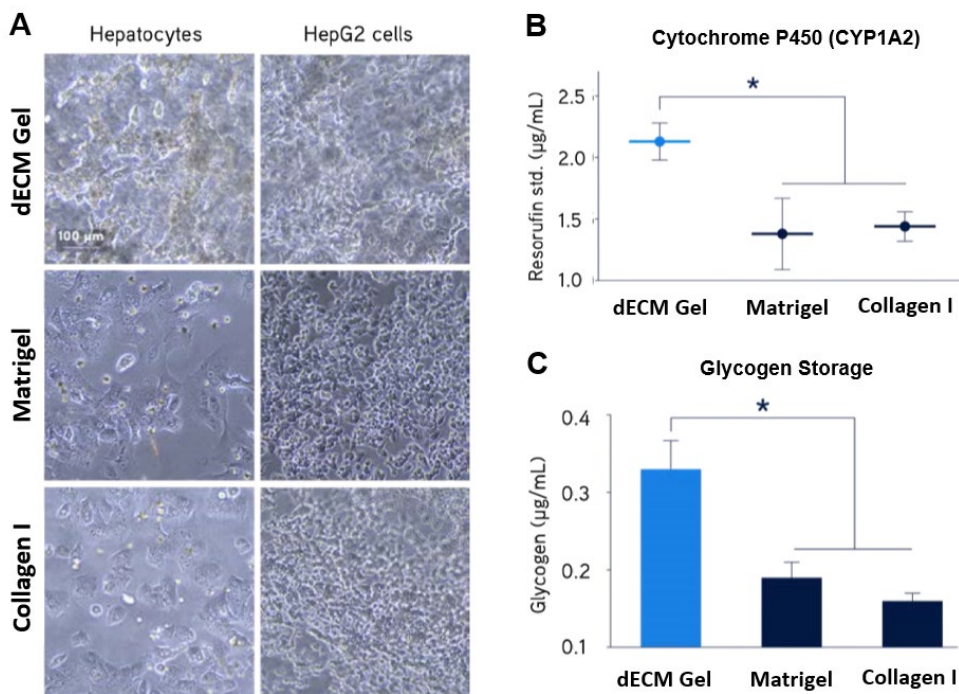 A
Hepatocytes
HepG2 cells
dECM Gel
100 µm
Matrigel
Collagen I
B
Cytochrome P450 (CYP1A2)
*
Resorufin std. (µg/mL)
2.5
2.0
1.5
1.0
dECM Gel
Matrigel
Collagen I
C
Glycogen Storage
*
Glycogen (µg/mL)
0.4
0.3
0.2
0.1
dECM Gel
Matrigel
Collagen I